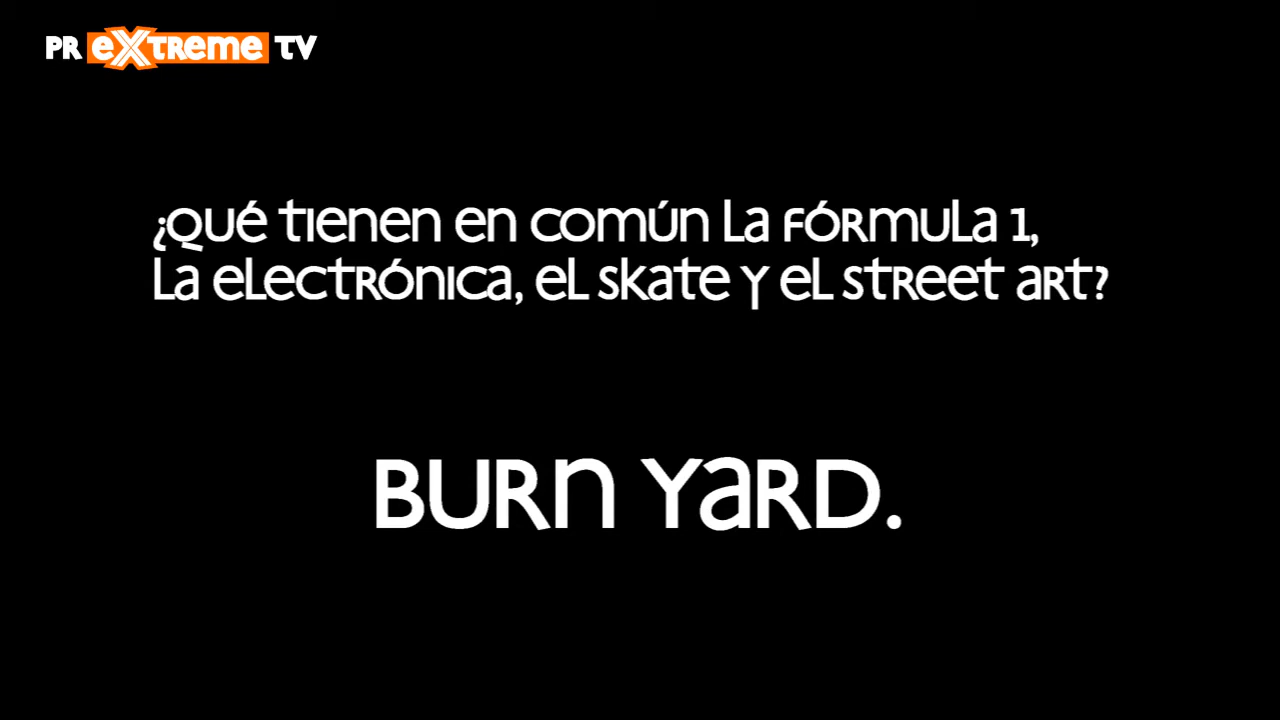 PR eXtreme TV
¿Qué tienen en común la Fórmula 1,
la electrónica, el skate y el street art?
BURN YARD.